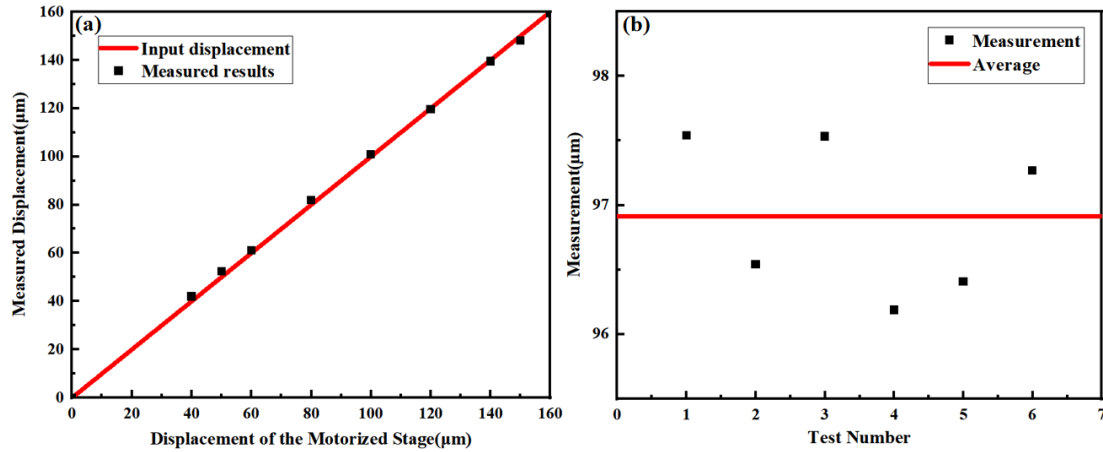 (a)
Input displacement
Measured results
160
140
120
100
80
60
40
20
0
Measured Displacement(μm)
0 20 40 60 80 100 120 140 160
Displacement of the Motorized Stage(μm)
(b)
Measurement
Average
98
97
96
Measurement(μm)
0 1 2 3 4 5 6 7
Test Number